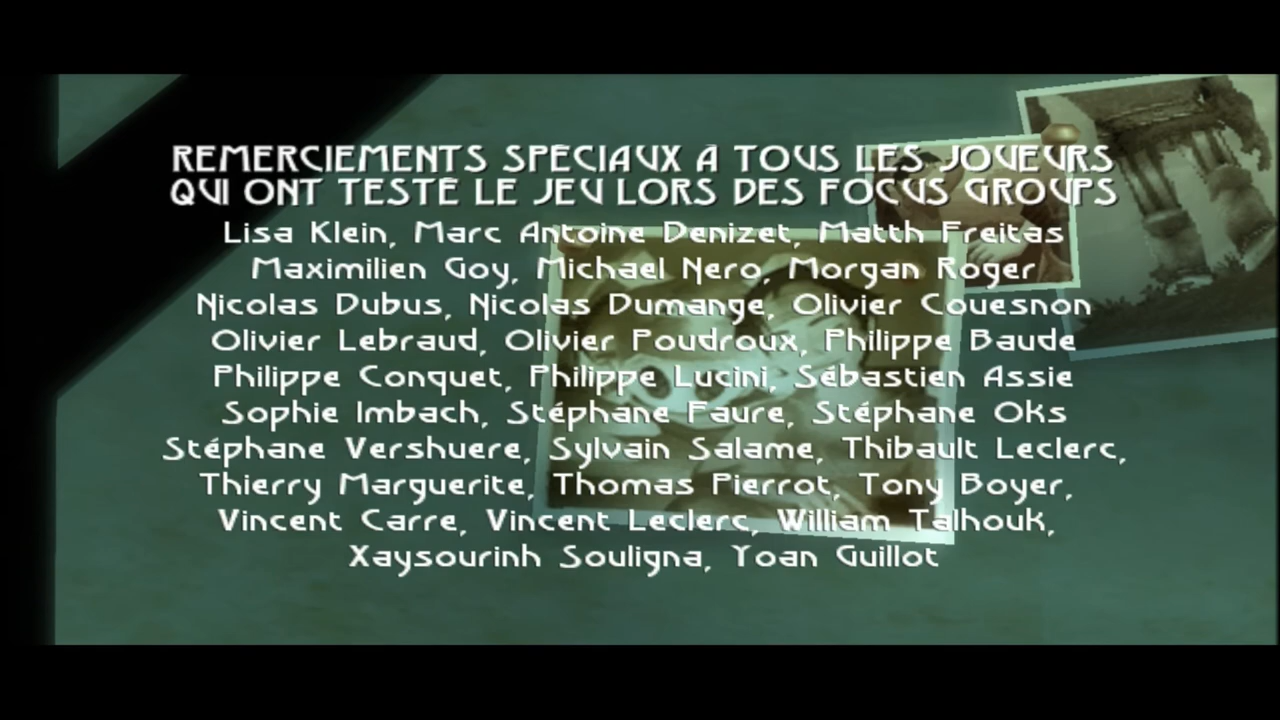 REMERCIEMENTS SPÉCIAUX À TOUS LES JOUEURS
QUI ONT TESTÉ LE JEU LORS DES FOCUS GROUPS
Lisa Klein, Marc Antoine Denizet, Matth Freitas
Maximilien Goy, Michael Nero, Morgan Roger
Nicolas Dubus, Nicolas Dumange, Olivier Couesnon
Olivier Lebraud, Olivier Poudroux, Philippe Baude
Philippe Conquet, Philippe Lucini, Sébastien Assie
Sophie Imbach, Stéphane Faure, Stéphane Oks
Stéphane Vershuere, Sylvain Salame, Thibault Leclerc,
Thierry Marguerite, Thomas Pierrot, Tony Boyer,
Vincent Carre, Vincent Leclerc, William Talhouk,
Xaysourinh Souligna, Yoan Guillot